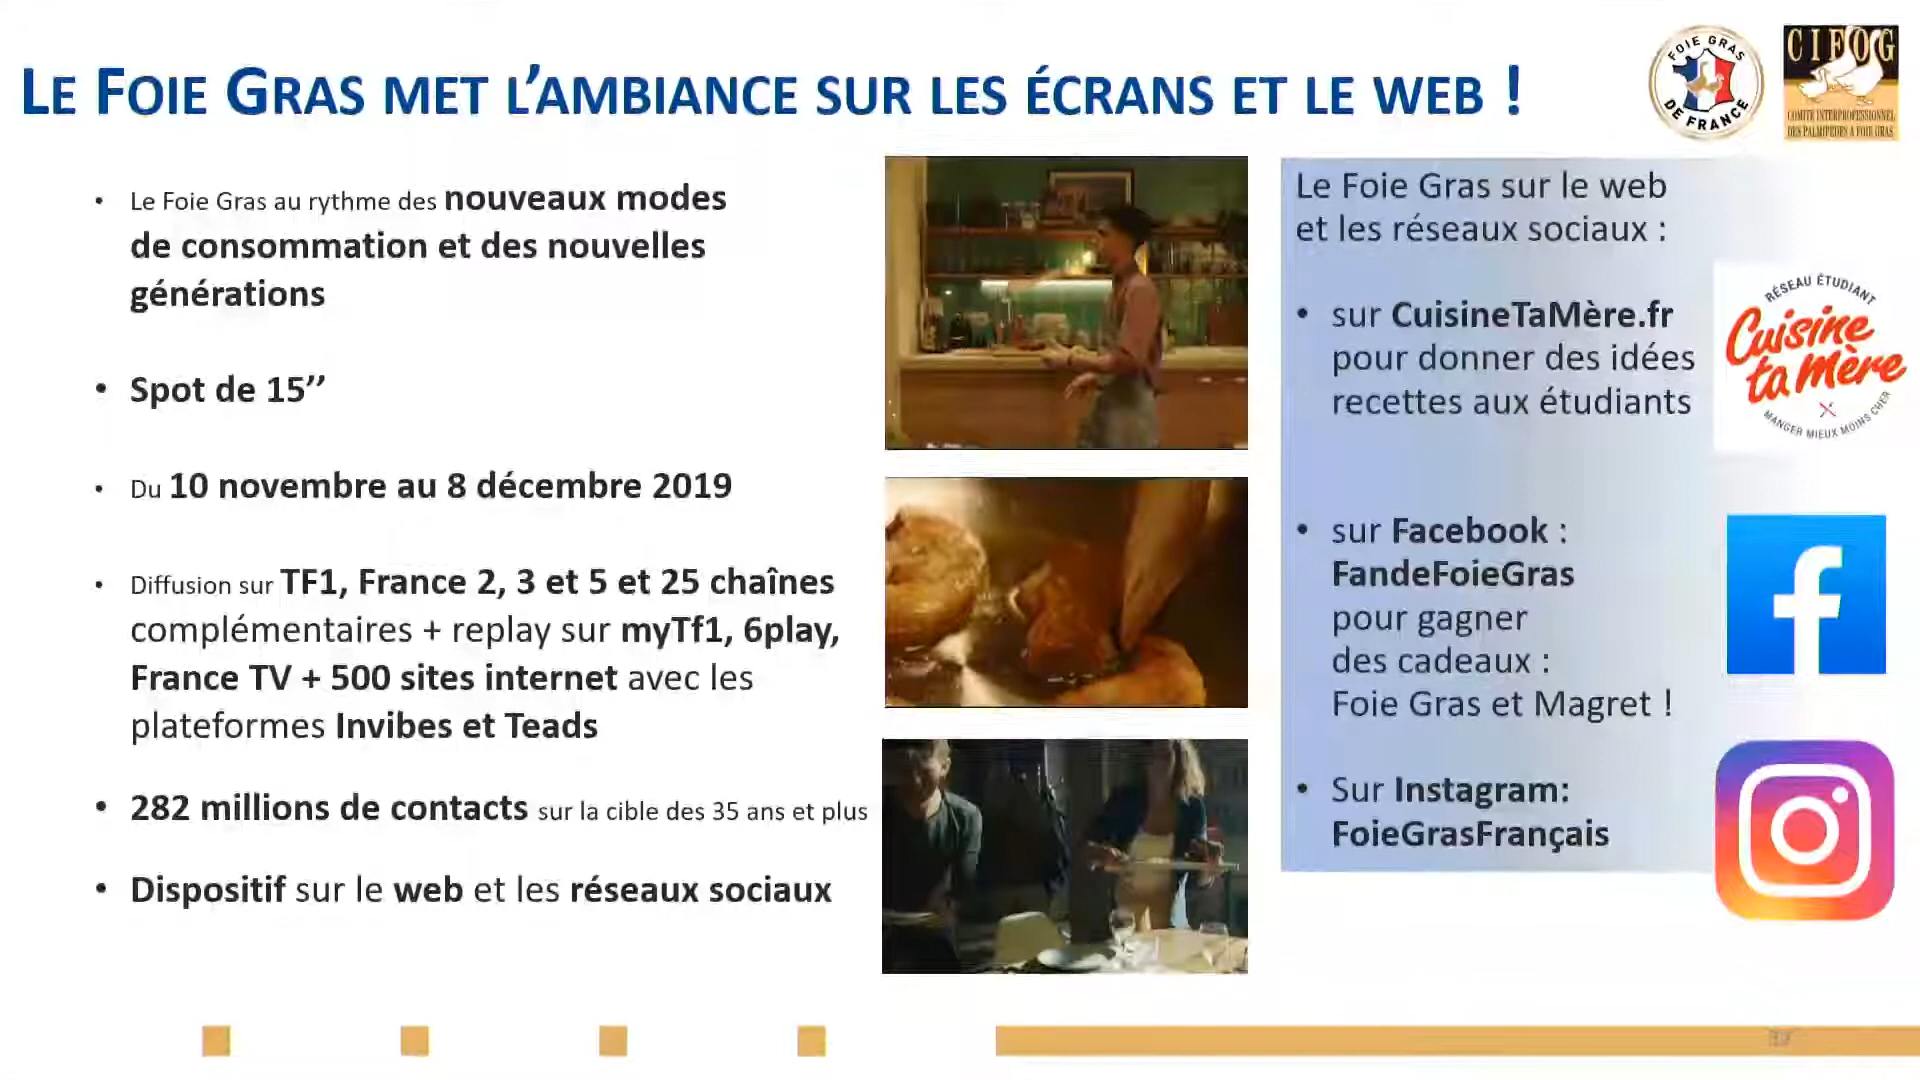 LE FOIE GRAS MET L'AMBIANCE SUR LES ÉCRANS ET LE WEB !
FOIE GRAS
DE FRANCE
CIFOG
COMITE INTERPROFESSIONNEL
DES PALMIPEDES A FOIE GRAS
• Le Foie Gras au rythme des nouveaux modes
de consommation et des nouvelles
générations
• Spot de 15’’
• Du 10 novembre au 8 décembre 2019
• Diffusion sur TF1, France 2, 3 et 5 et 25 chaînes
complémentaires + replay sur myTf1, 6play,
France TV + 500 sites internet avec les
plateformes Invibes et Teads
• 282 millions de contacts sur la cible des 35 ans et plus
• Dispositif sur le web et les réseaux sociaux
Le Foie Gras sur le web
et les réseaux sociaux :
• sur CuisineTaMère.fr
pour donner des idées
recettes aux étudiants
RÉSEAU ÉTUDIANT
Cuisine
ta Mère
MANGER MIEUX MOINS CHER
• sur Facebook :
FandeFoieGras
pour gagner
des cadeaux :
Foie Gras et Magret !
• Sur Instagram:
FoieGrasFrançais